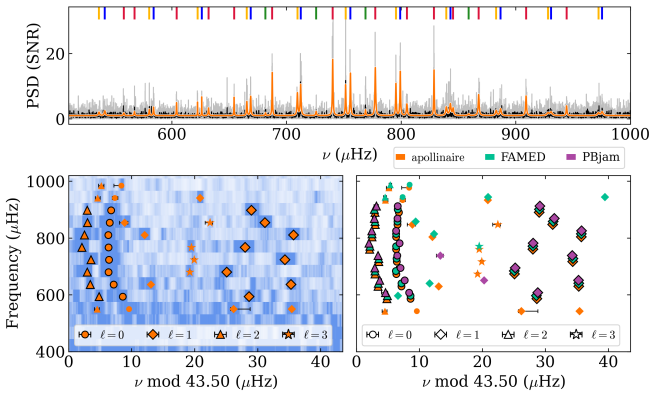 PSD (SNR)
20
0
600
700
800
900
1000
ν (μHz)
apollinaire
FAMED
PBjam
Frequency (μHz)
1000
800
600
400
ℓ = 0
ℓ = 1
ℓ = 2
ℓ = 3
0
10
20
30
40
ν mod 43.50 (μHz)
ℓ = 0
ℓ = 1
ℓ = 2
ℓ = 3
0
10
20
30
40
ν mod 43.50 (μHz)